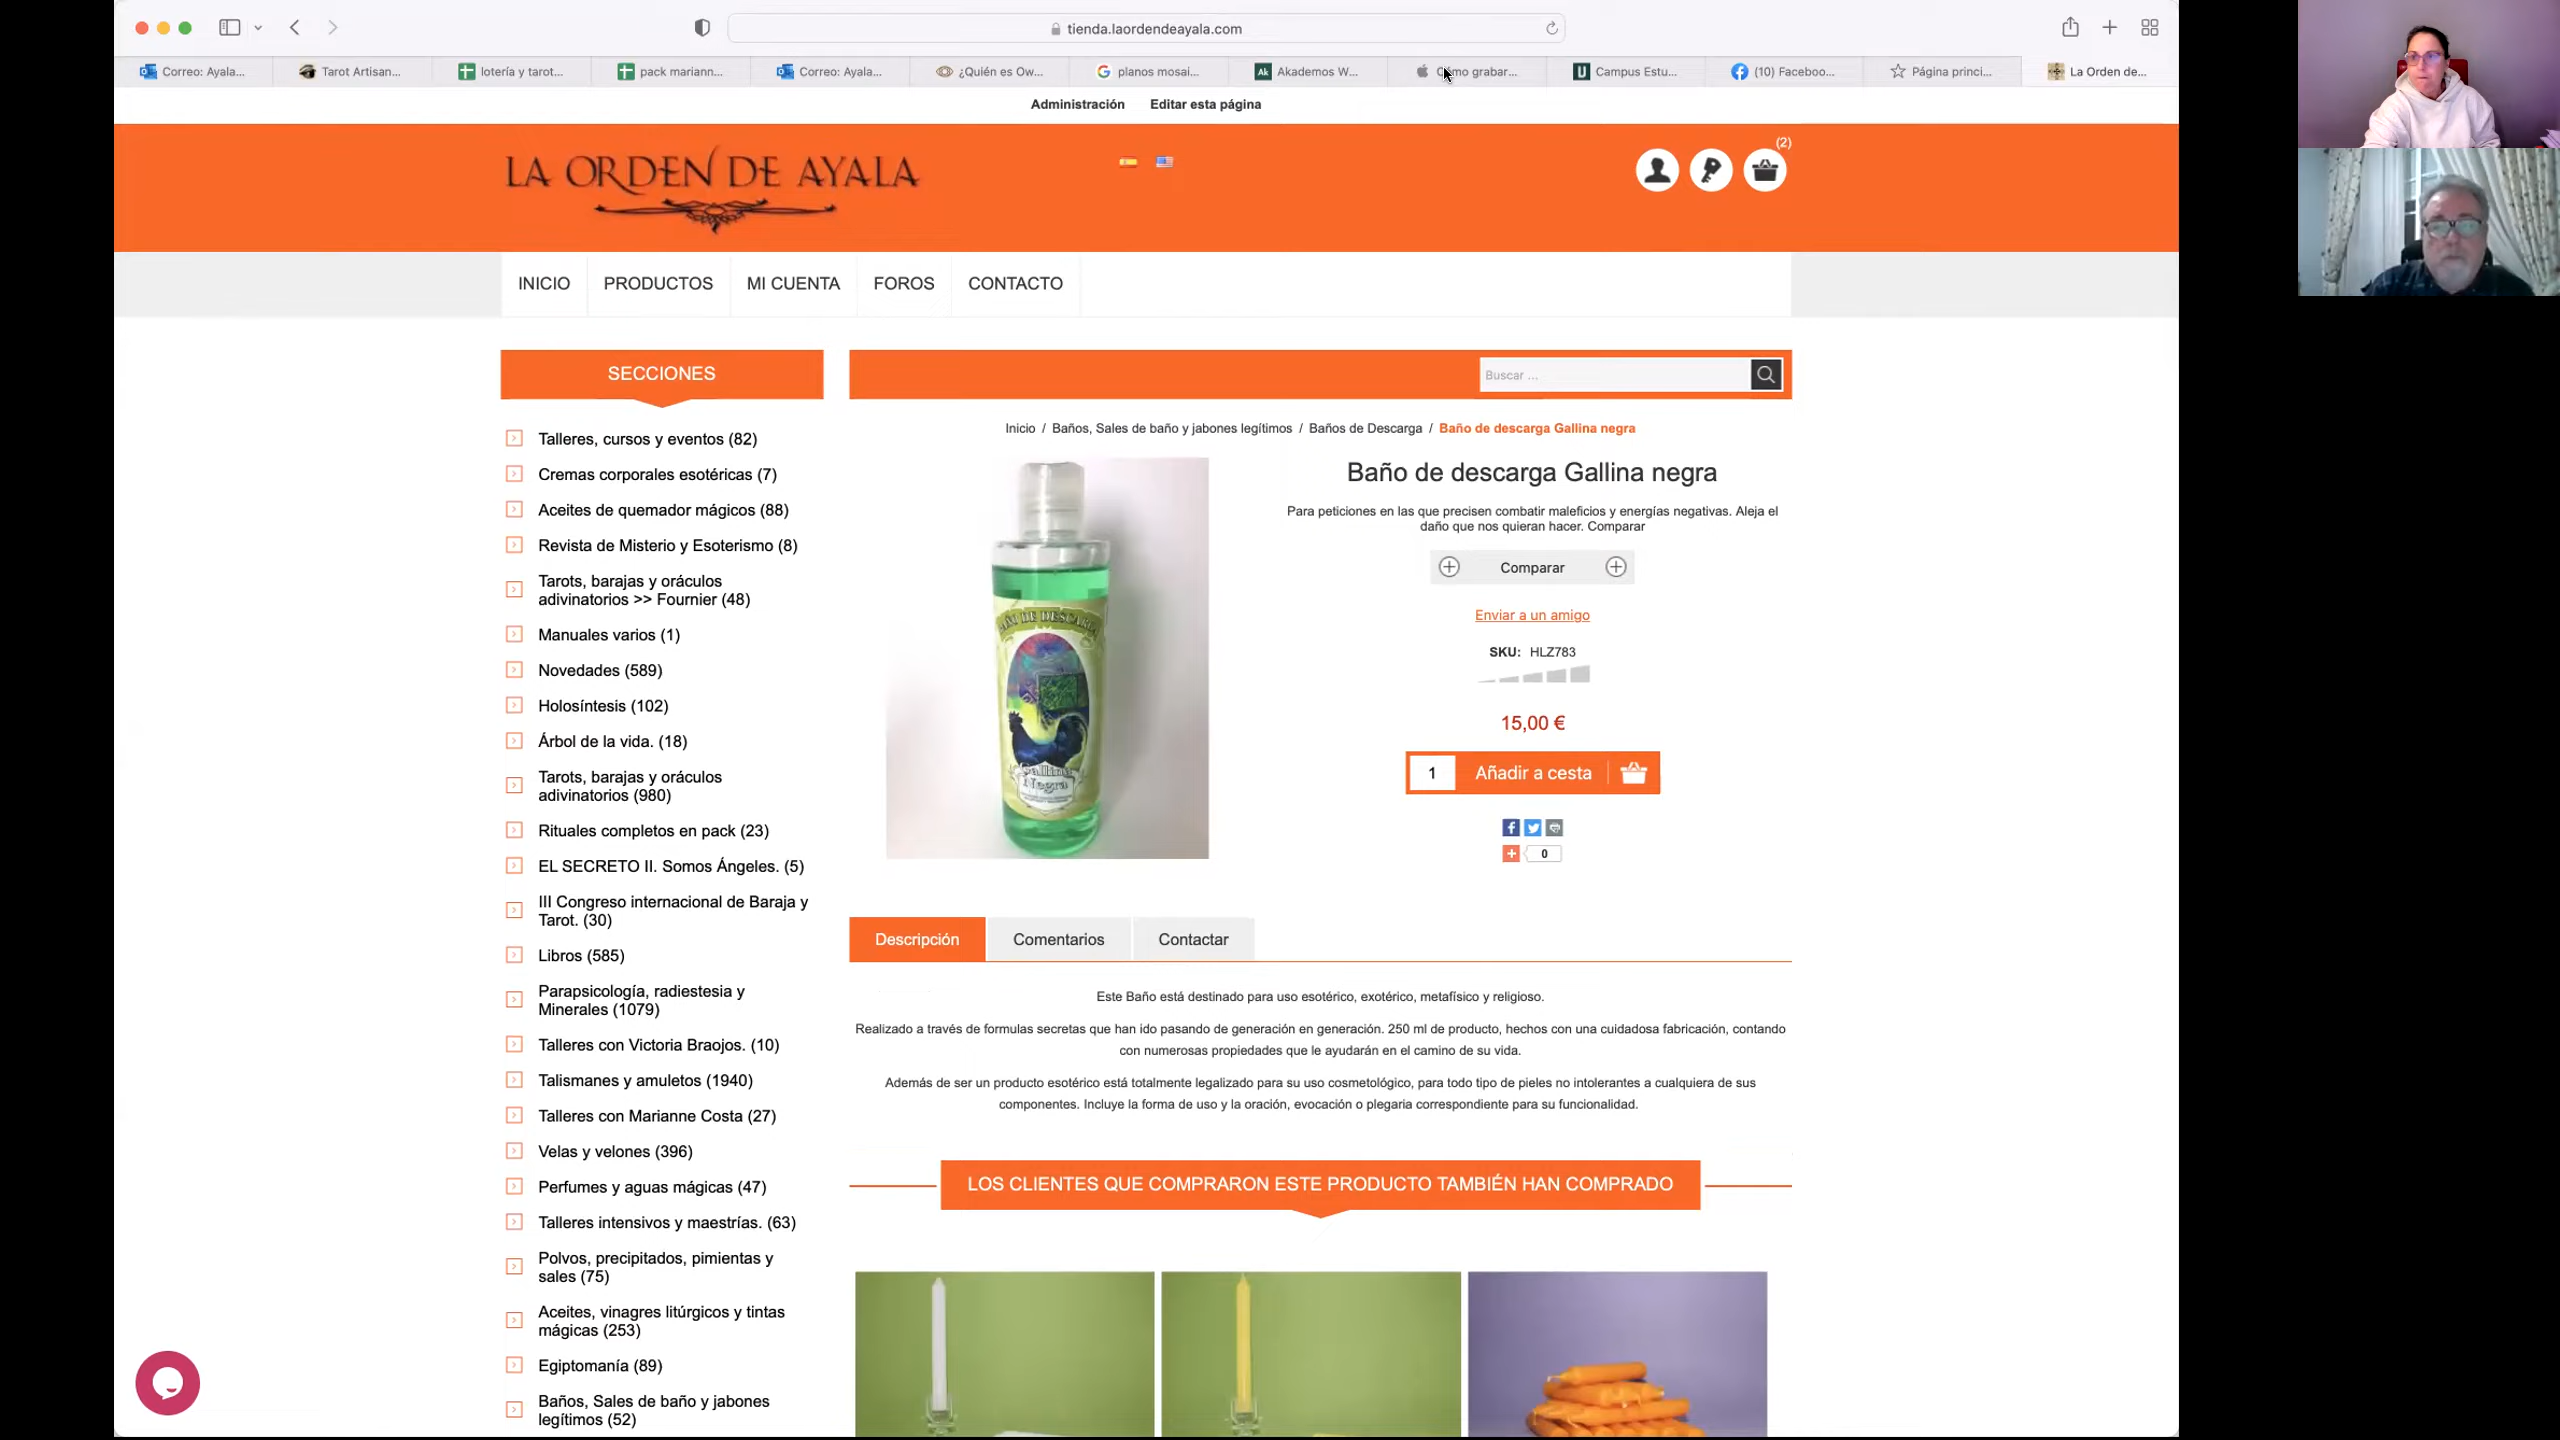 tienda.laordendeayala.com
Correo: Ayala...
Tarot Artisan...
lotería y tarot...
pack mariann...
Correo: Ayala...
¿Quién es Ow...
planos mosai...
Akademos W...
Cómo grabar...
Campus Estu...
(10) Faceboo...
Página princi...
La Orden de...
Administración
Editar esta página
LA ORDEN DE AYALA
(2)
INICIO
PRODUCTOS
MI CUENTA
FOROS
CONTACTO
SECCIONES
Buscar ...
Talleres, cursos y eventos (82)
Cremas corporales esotéricas (7)
Aceites de quemador mágicos (88)
Revista de Misterio y Esoterismo (8)
Tarots, barajas y oráculos
adivinatorios >> Fournier (48)
Manuales varios (1)
Novedades (589)
Holosíntesis (102)
Árbol de la vida. (18)
Tarots, barajas y oráculos
adivinatorios (980)
Rituales completos en pack (23)
EL SECRETO II. Somos Ángeles. (5)
III Congreso internacional de Baraja y
Tarot. (30)
Libros (585)
Parapsicología, radiestesia y
Minerales (1079)
Talleres con Victoria Braojos. (10)
Talismanes y amuletos (1940)
Talleres con Marianne Costa (27)
Velas y velones (396)
Perfumes y aguas mágicas (47)
Talleres intensivos y maestrías. (63)
Polvos, precipitados, pimientas y
sales (75)
Aceites, vinagres litúrgicos y tintas
mágicas (253)
Egiptomanía (89)
Baños, Sales de baño y jabones
legítimos (52)
Inicio / Baños, Sales de baño y jabones legítimos / Baños de Descarga / Baño de descarga Gallina negra
BAÑO DE DESCARGA
Gallina
Negra
Baño de descarga Gallina negra
Para peticiones en las que precisen combatir maleficios y energías negativas. Aleja el
daño que nos quieran hacer. Comparar
Comparar
Enviar a un amigo
SKU: HLZ783
15,00 €
1
Añadir a cesta
0
Descripción
Comentarios
Contactar
Este Baño está destinado para uso esotérico, exotérico, metafísico y religioso.
Realizado a través de formulas secretas que han ido pasando de generación en generación. 250 ml de producto, hechos con una cuidadosa fabricación, contando
con numerosas propiedades que le ayudarán en el camino de su vida.
Además de ser un producto esotérico está totalmente legalizado para su uso cosmetológico, para todo tipo de pieles no intolerantes a cualquiera de sus
componentes. Incluye la forma de uso y la oración, evocación o plegaria correspondiente para su funcionalidad.
LOS CLIENTES QUE COMPRARON ESTE PRODUCTO TAMBIÉN HAN COMPRADO